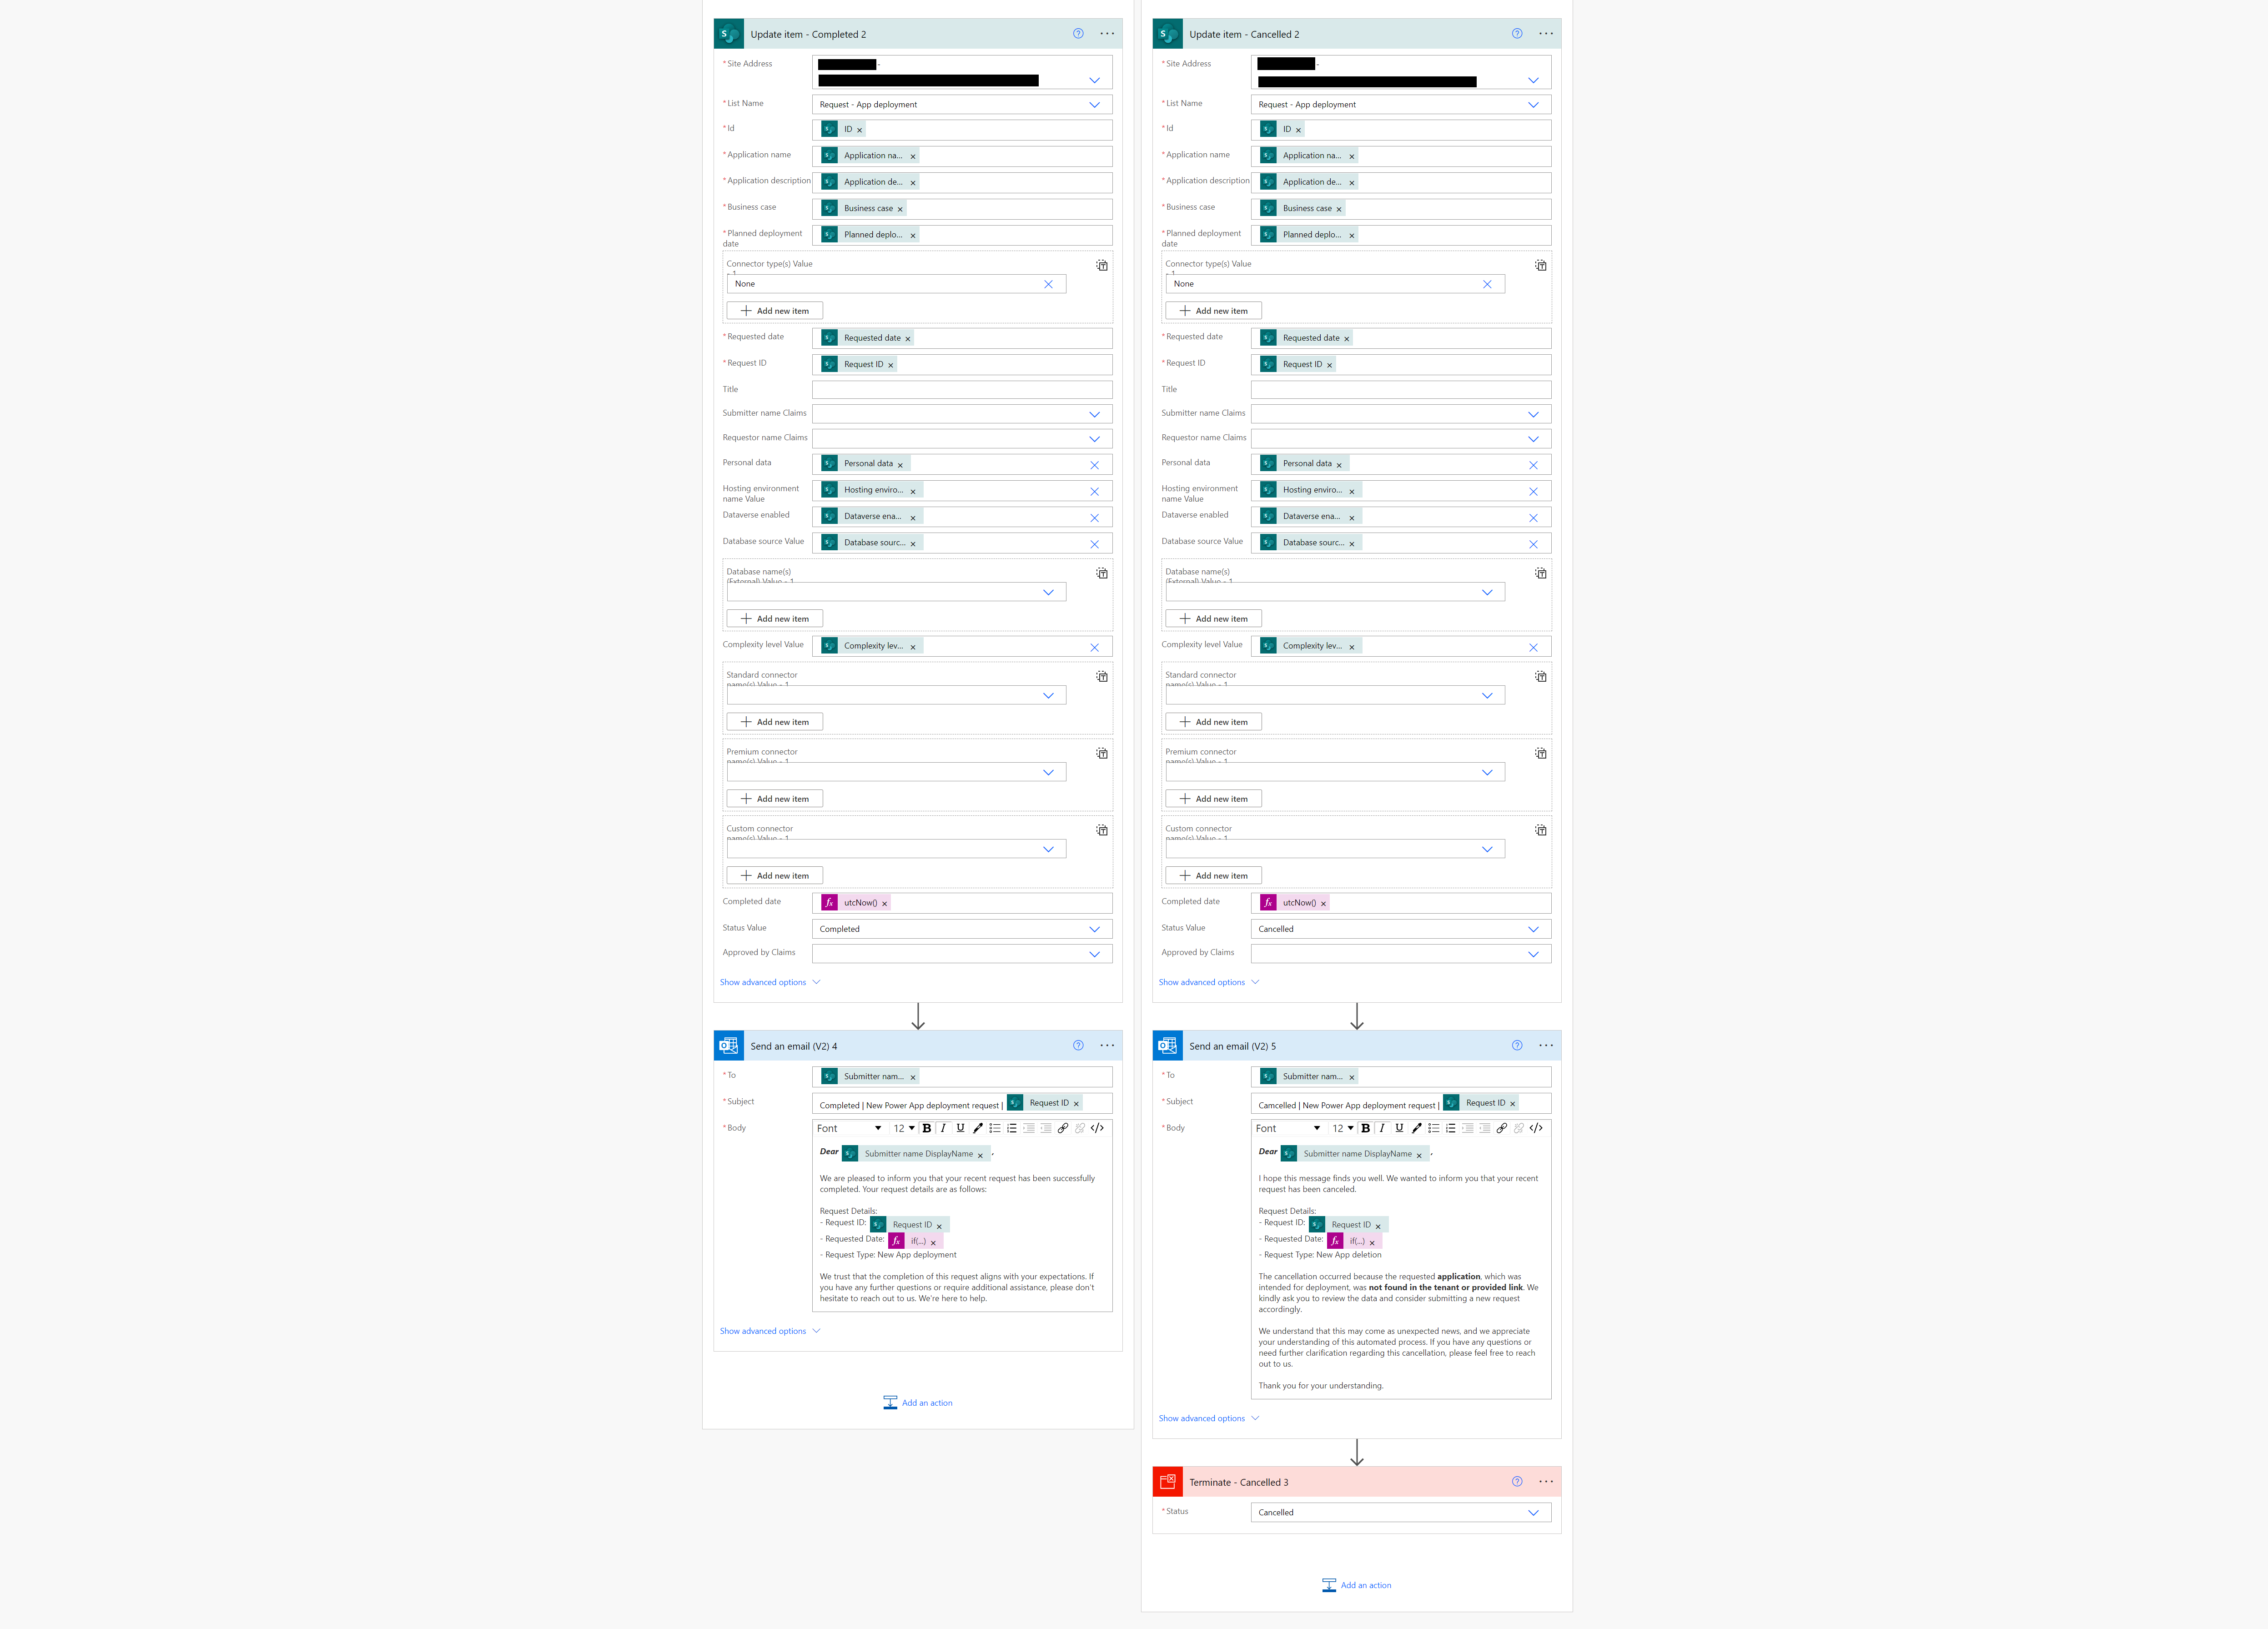 Update item - Completed 2
* Site Address
-
* List Name
Request - App deployment
* Id
ID
* Application name
Application na...
* Application description
Application de...
* Business case
Business case
* Planned deployment
date
Planned deplo...
Connector type(s) Value
- 1
None
Add new item
* Requested date
Requested date
* Request ID
Request ID
Title
Submitter name Claims
Requestor name Claims
Personal data
Personal data
Hosting environment
name Value
Hosting enviro...
Dataverse enabled
Dataverse ena...
Database source Value
Database sourc...
Database name(s)
(External) Value - 1
Add new item
Complexity level Value
Complexity lev...
Standard connector
name(s) Value - 1
Add new item
Premium connector
name(s) Value - 1
Add new item
Custom connector
name(s) Value - 1
Add new item
Completed date
fx utcNow()
Status Value
Completed
Approved by Claims
Show advanced options
Send an email (V2) 4
* To
Submitter nam...
* Subject
Completed | New Power App deployment request | Request ID
* Body
Font 12 B I U </>
Dear Submitter name DisplayName ,
We are pleased to inform you that your recent request has been successfully
completed. Your request details are as follows:
Request Details:
- Request ID: Request ID
- Requested Date: fx if(...)
- Request Type: New App deployment
We trust that the completion of this request aligns with your expectations. If
you have any further questions or require additional assistance, please don't
hesitate to reach out to us. We're here to help.
Show advanced options
Add an action
Update item - Cancelled 2
* Site Address
-
* List Name
Request - App deployment
* Id
ID
* Application name
Application na...
* Application description
Application de...
* Business case
Business case
* Planned deployment
date
Planned deplo...
Connector type(s) Value
- 1
None
Add new item
* Requested date
Requested date
* Request ID
Request ID
Title
Submitter name Claims
Requestor name Claims
Personal data
Personal data
Hosting environment
name Value
Hosting enviro...
Dataverse enabled
Dataverse ena...
Database source Value
Database sourc...
Database name(s)
(External) Value - 1
Add new item
Complexity level Value
Complexity lev...
Standard connector
name(s) Value - 1
Add new item
Premium connector
name(s) Value - 1
Add new item
Custom connector
name(s) Value - 1
Add new item
Completed date
fx utcNow()
Status Value
Cancelled
Approved by Claims
Show advanced options
Send an email (V2) 5
* To
Submitter nam...
* Subject
Camcelled | New Power App deployment request | Request ID
* Body
Font 12 B I U </>
Dear Submitter name DisplayName ,
I hope this message finds you well. We wanted to inform you that your recent
request has been canceled.
Request Details:
- Request ID: Request ID
- Requested Date: fx if(...)
- Request Type: New App deletion
The cancellation occurred because the requested application, which was
intended for deployment, was not found in the tenant or provided link. We
kindly ask you to review the data and consider submitting a new request
accordingly.
We understand that this may come as unexpected news, and we appreciate
your understanding of this automated process. If you have any questions or
need further clarification regarding this cancellation, please feel free to reach
out to us.
Thank you for your understanding.
Show advanced options
Terminate - Cancelled 3
* Status
Cancelled
Add an action